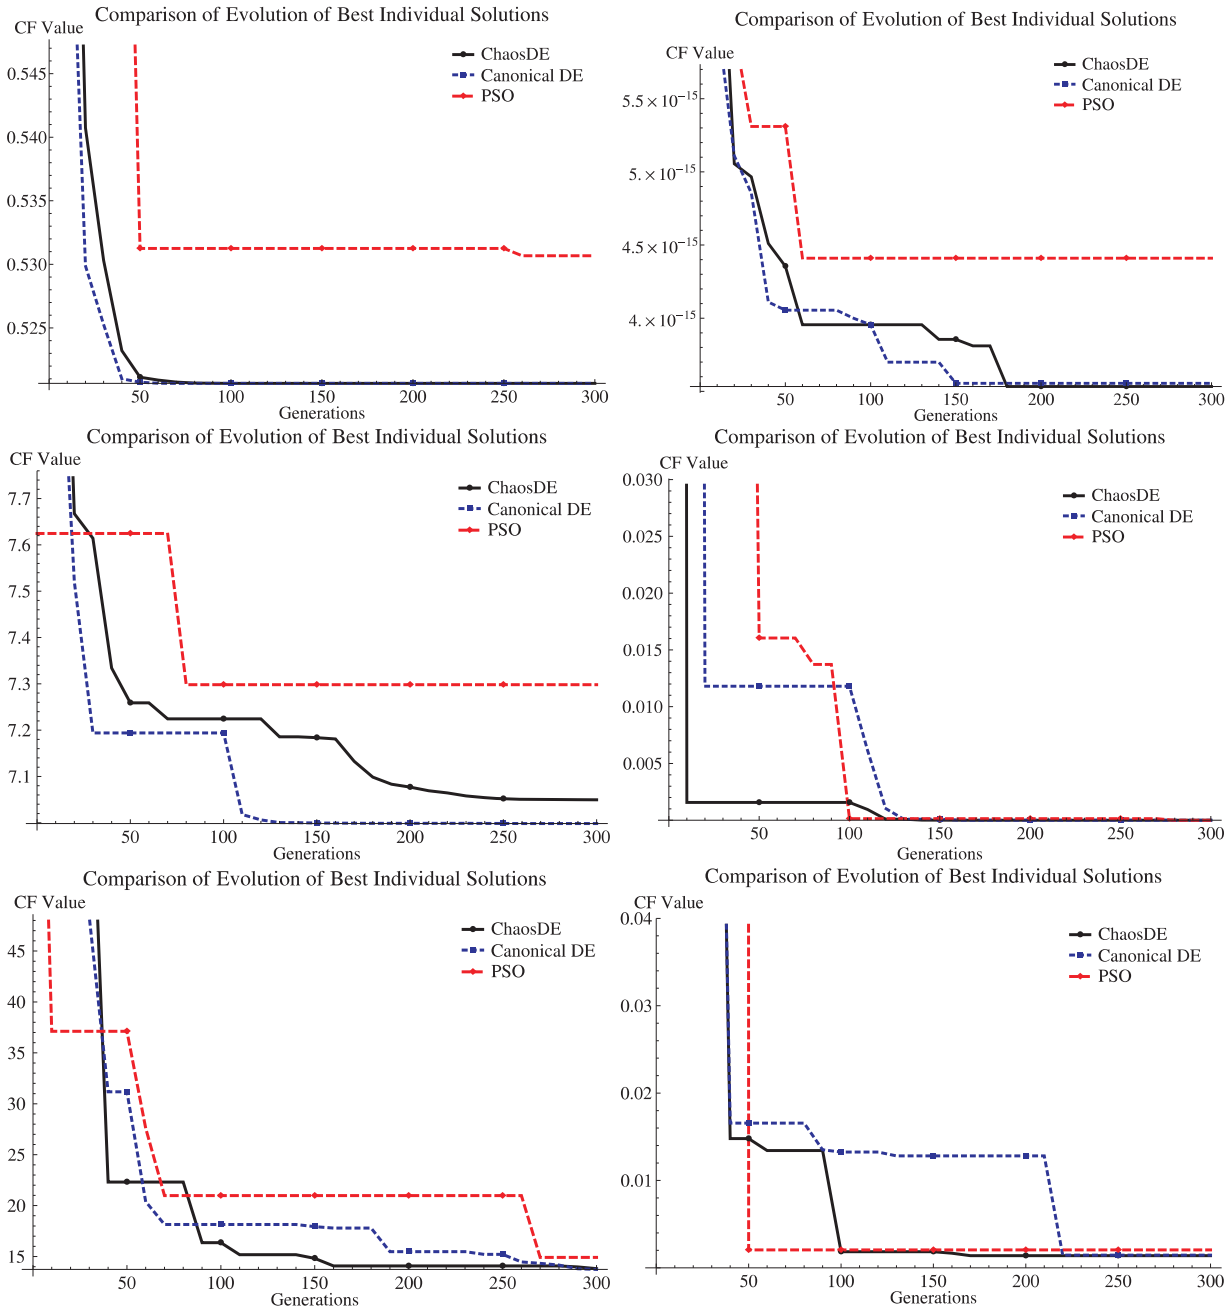 Comparison of Evolution of Best Individual Solutions
CF Value
0.545
0.540
0.535
0.530
0.525
ChaosDE
Canonical DE
PSO
50 100 150 200 250 300
Generations
Comparison of Evolution of Best Individual Solutions
CF Value
5.5×10⁻¹⁵
5.×10⁻¹⁵
4.5×10⁻¹⁵
4.×10⁻¹⁵
ChaosDE
Canonical DE
PSO
50 100 150 200 250 300
Generations
Comparison of Evolution of Best Individual Solutions
CF Value
7.7
7.6
7.5
7.4
7.3
7.2
7.1
ChaosDE
Canonical DE
PSO
50 100 150 200 250 300
Generations
Comparison of Evolution of Best Individual Solutions
CF Value
0.030
0.025
0.020
0.015
0.010
0.005
ChaosDE
Canonical DE
PSO
50 100 150 200 250 300
Generations
Comparison of Evolution of Best Individual Solutions
CF Value
45
40
35
30
25
20
15
ChaosDE
Canonical DE
PSO
50 100 150 200 250 300
Generations
Comparison of Evolution of Best Individual Solutions
CF Value
0.04
0.03
0.02
0.01
ChaosDE
Canonical DE
PSO
50 100 150 200 250 300
Generations